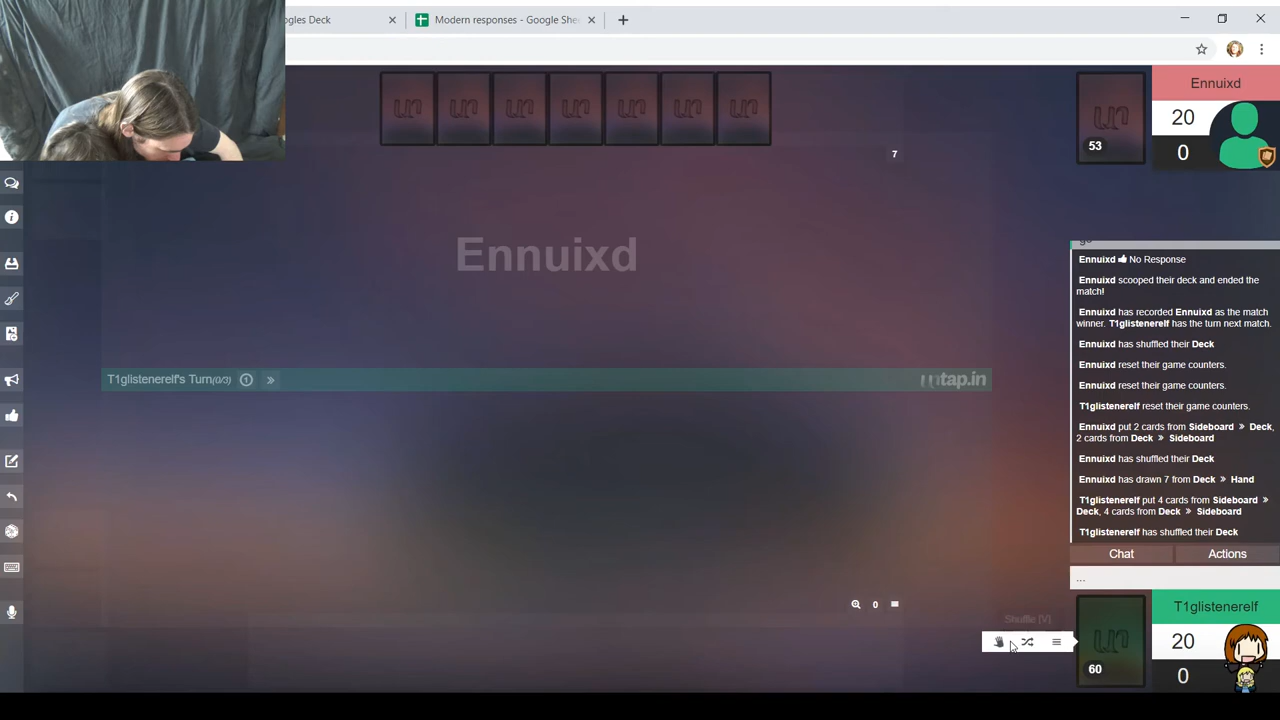 ogles Deck
Modern responses - Google She
Ennuixd
20
0
53
7
Ennuixd
go
Ennuixd No Response
Ennuixd scooped their deck and ended the
match!
Ennuixd has recorded Ennuixd as the match
winner. T1glistenerelf has the turn next match.
Ennuixd has shuffled their Deck
Ennuixd reset their game counters.
Ennuixd reset their game counters.
T1glistenerelf reset their game counters.
Ennuixd put 2 cards from Sideboard » Deck,
2 cards from Deck » Sideboard
Ennuixd has shuffled their Deck
Ennuixd has drawn 7 from Deck » Hand
T1glistenerelf put 4 cards from Sideboard »
Deck, 4 cards from Deck » Sideboard
T1glistenerelf has shuffled their Deck
T1glistenerelf's Turn(0/3) 1 »
untap.in
Chat
Actions
...
0
Shuffle [V]
T1glistenerelf
20
0
60